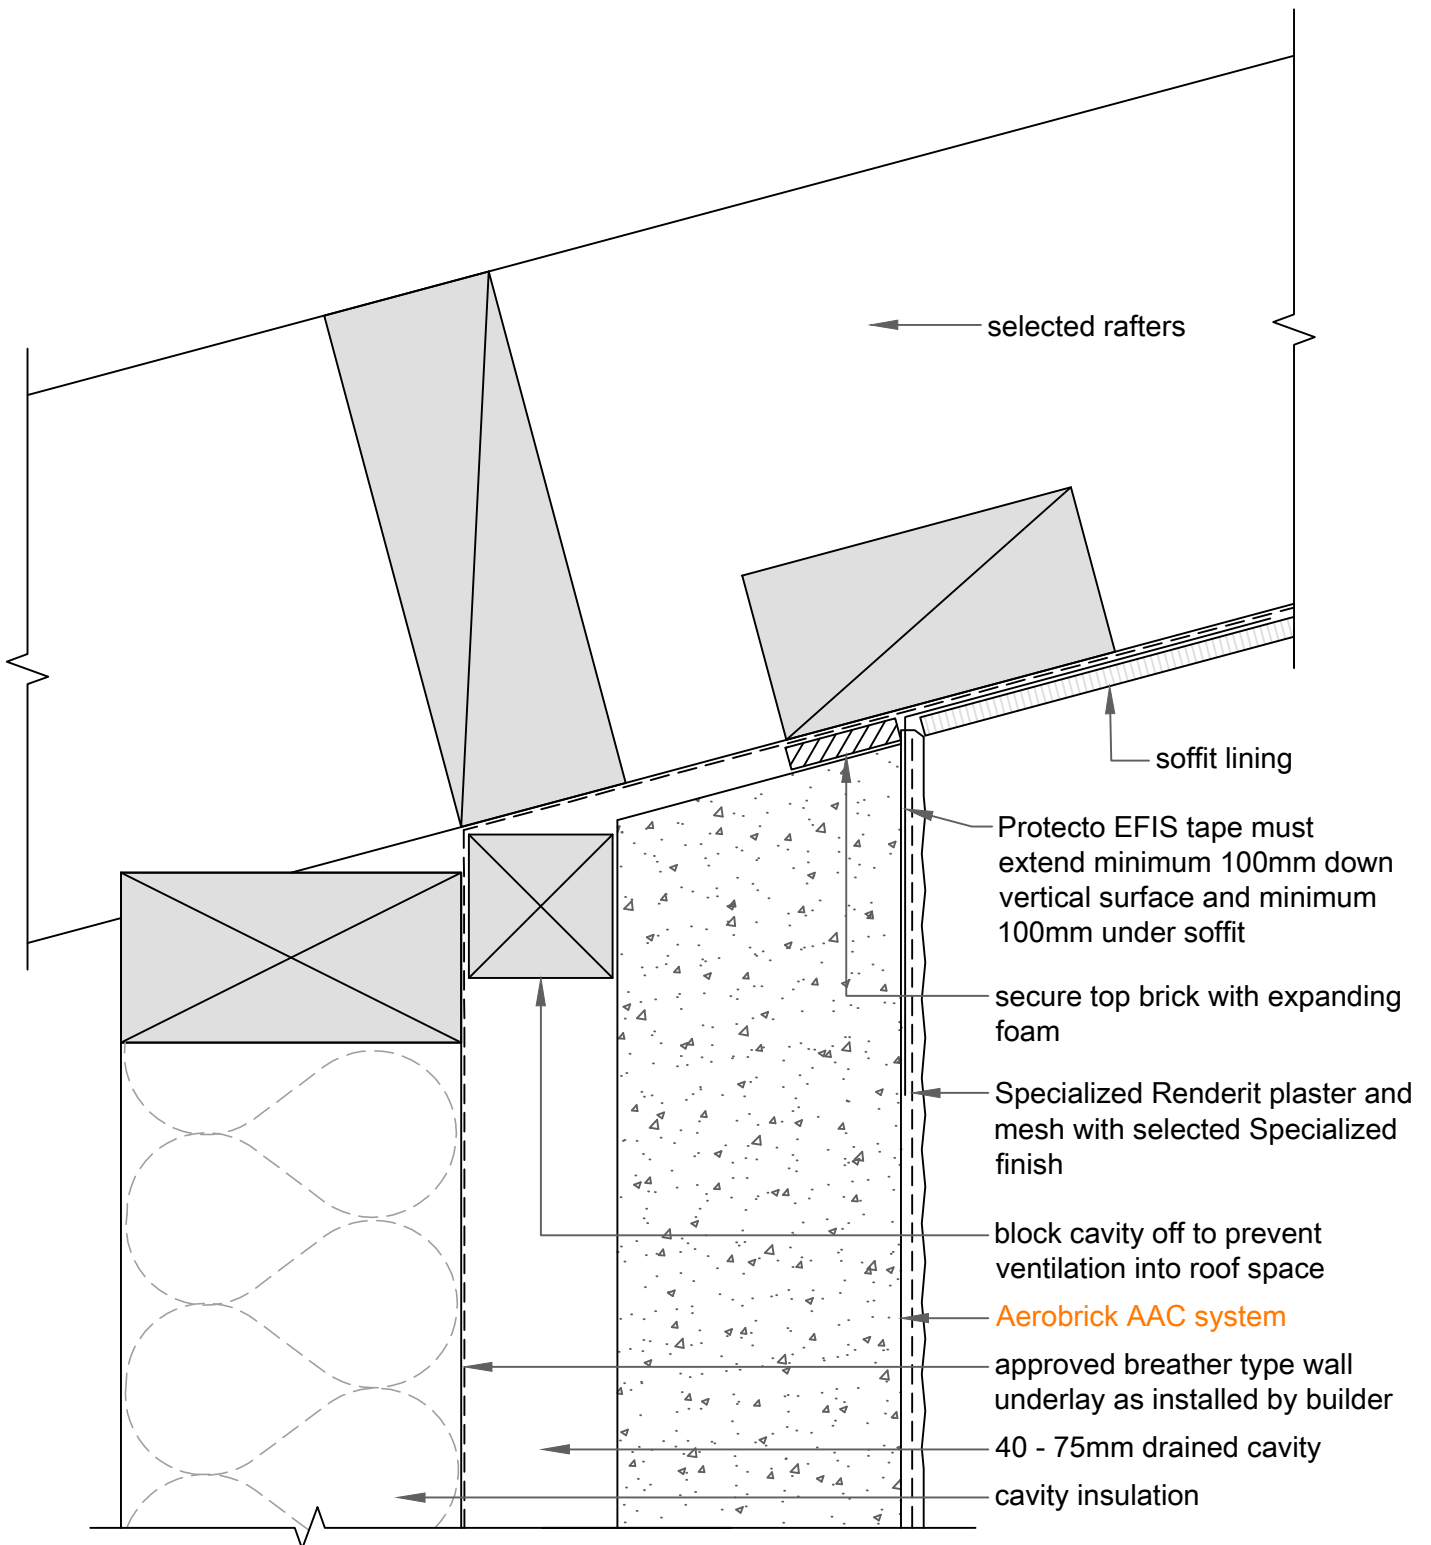 selected rafters
soffit lining
Protecto EFIS tape must
extend minimum 100mm down
vertical surface and minimum
100mm under soffit
secure top brick with expanding
foam
Specialized Renderit plaster and
mesh with selected Specialized
finish
block cavity off to prevent
ventilation into roof space
Aerobrick AAC system
approved breather type wall
underlay as installed by builder
40 - 75mm drained cavity
cavity insulation